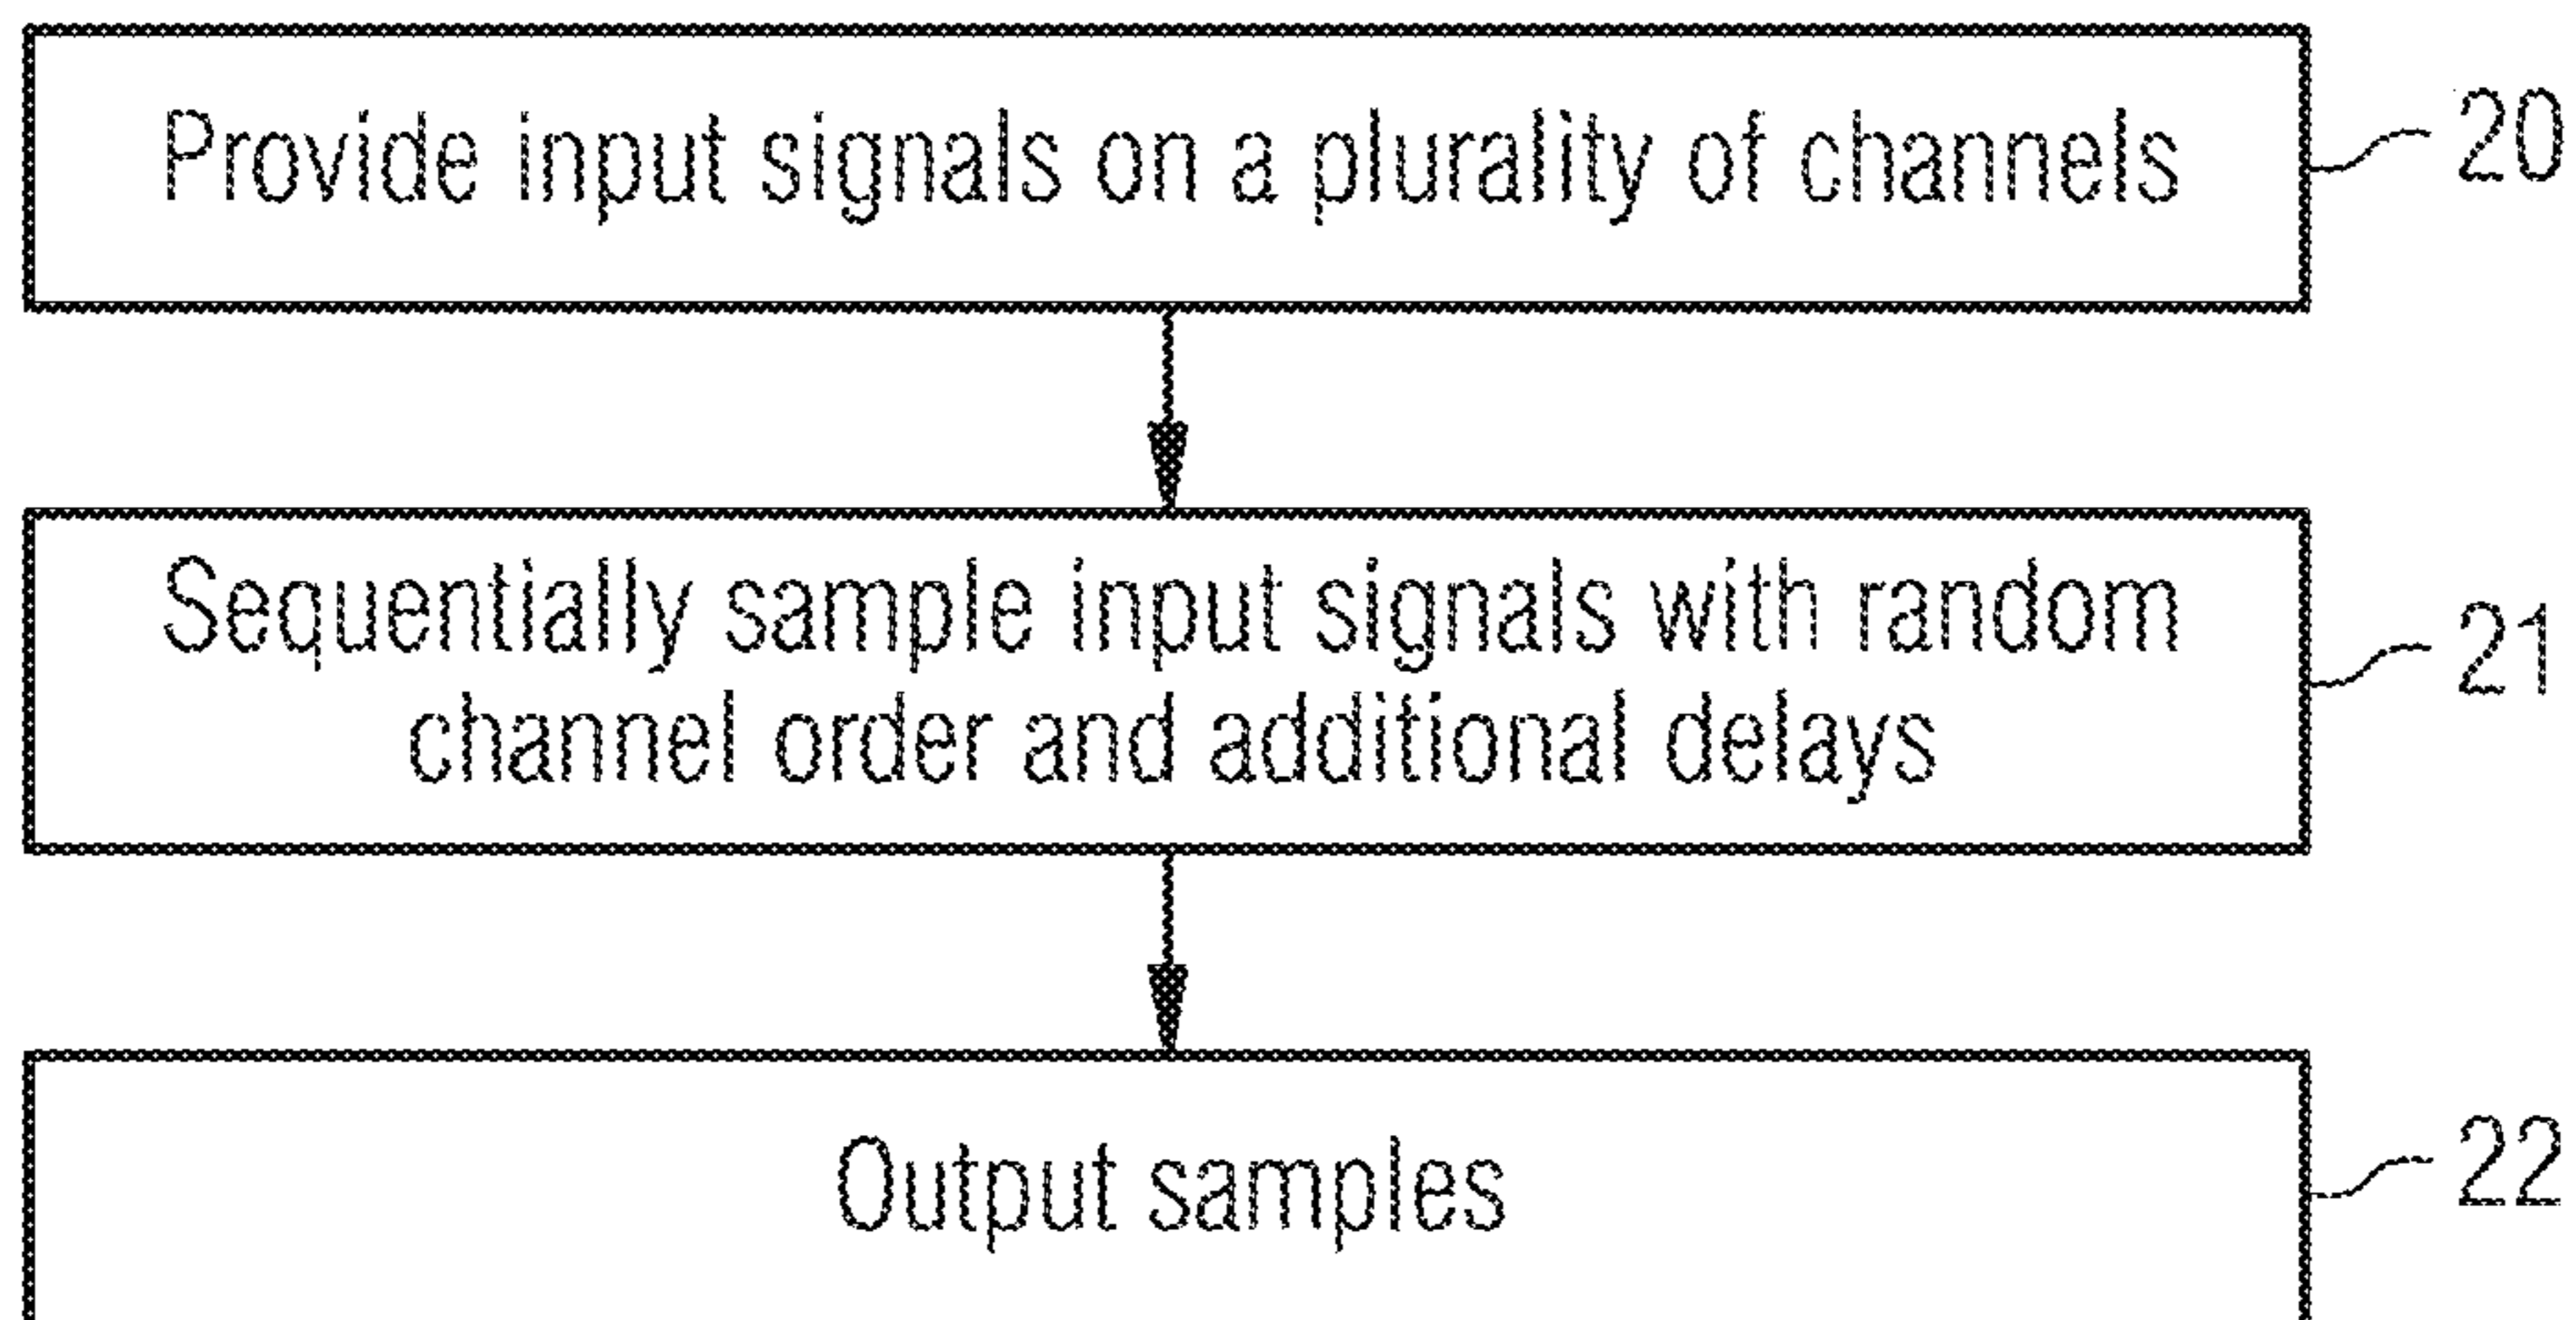 Provide input signals on a plurality of channels
20
Sequentially sample input signals with random
channel order and additional delays
21
Output samples
22